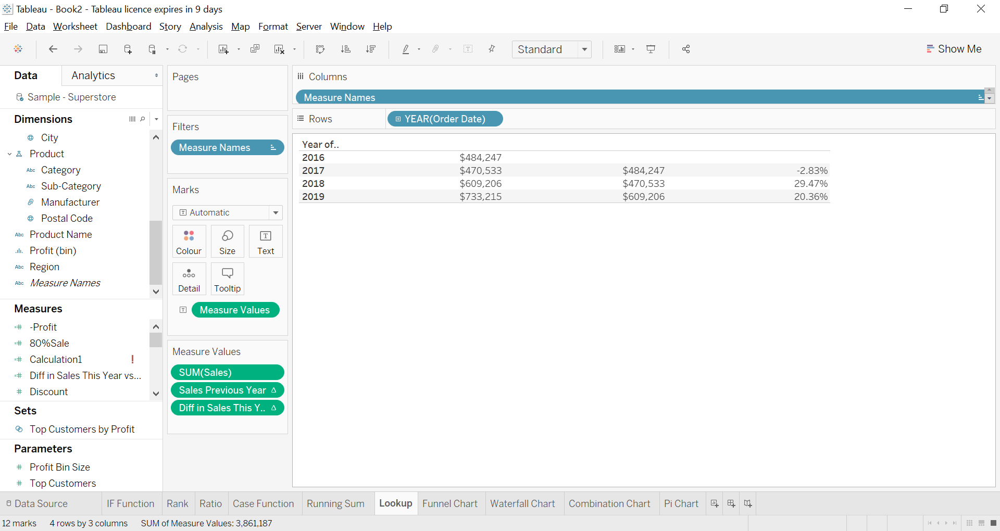 Tableau - Book2 - Tableau licence expires in 9 days
File Data Worksheet Dashboard Story Analysis Map Format Server Window Help
Standard
Show Me
Data
Analytics
Sample - Superstore
Dimensions
City
Product
Abc Category
Abc Sub-Category
Manufacturer
Postal Code
Abc Product Name
Profit (bin)
Abc Region
Abc Measure Names
Measures
-Profit
80%Sale
Calculation1 !
Diff in Sales This Year vs...
Discount
Sets
Top Customers by Profit
Parameters
Profit Bin Size
Top Customers
Pages
Filters
Measure Names
Marks
T Automatic
Colour
Size
T Text
Detail
Tooltip
T Measure Values
Measure Values
SUM(Sales)
Sales Previous Year Δ
Diff in Sales This Y.. Δ
Columns
Measure Names
Rows
YEAR(Order Date)
Year of..
2016 $484,247
2017 $470,533 $484,247 -2.83%
2018 $609,206 $470,533 29.47%
2019 $733,215 $609,206 20.36%
Data Source
IF Function
Rank
Ratio
Case Function
Running Sum
Lookup
Funnel Chart
Waterfall Chart
Combination Chart
Pi Chart
12 marks 4 rows by 3 columns SUM of Measure Values: 3,861,187